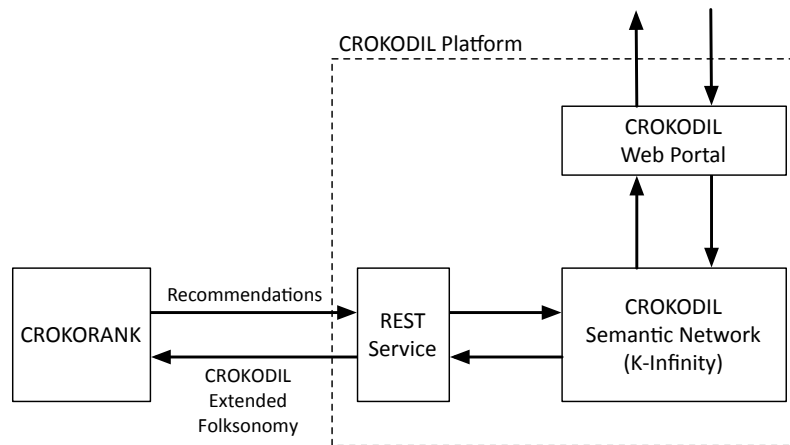 CROKODIL Platform
CROKODIL
Web Portal
CROKORANK
Recommendations
CROKODIL
Extended
Folksonomy
REST
Service
CROKODIL
Semantic Network
(K-Infinity)